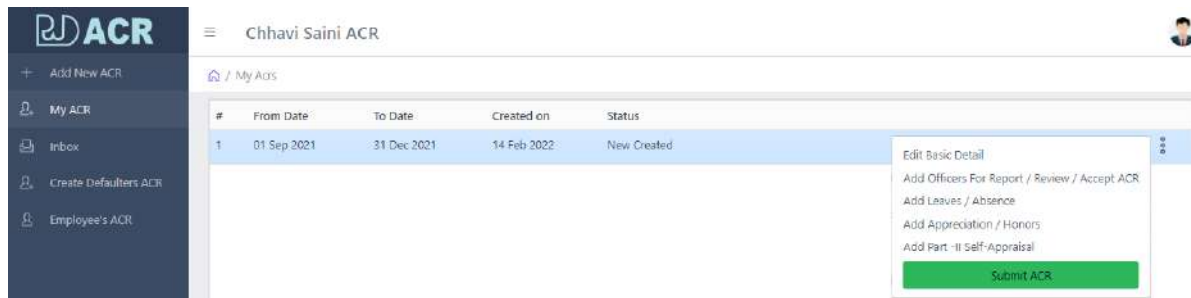 PWD ACR
Chhavi Saini ACR
Add New ACR
/ My Acrs
My ACR
# From Date To Date Created on Status
Inbox
1 01 Sep 2021 31 Dec 2021 14 Feb 2022 New Created
Create Defaulters ACR
Employee's ACR
Edit Basic Detail
Add Officers For Report / Review / Accept ACR
Add Leaves / Absence
Add Appreciation / Honors
Add Part -II Self-Appraisal
Submit ACR